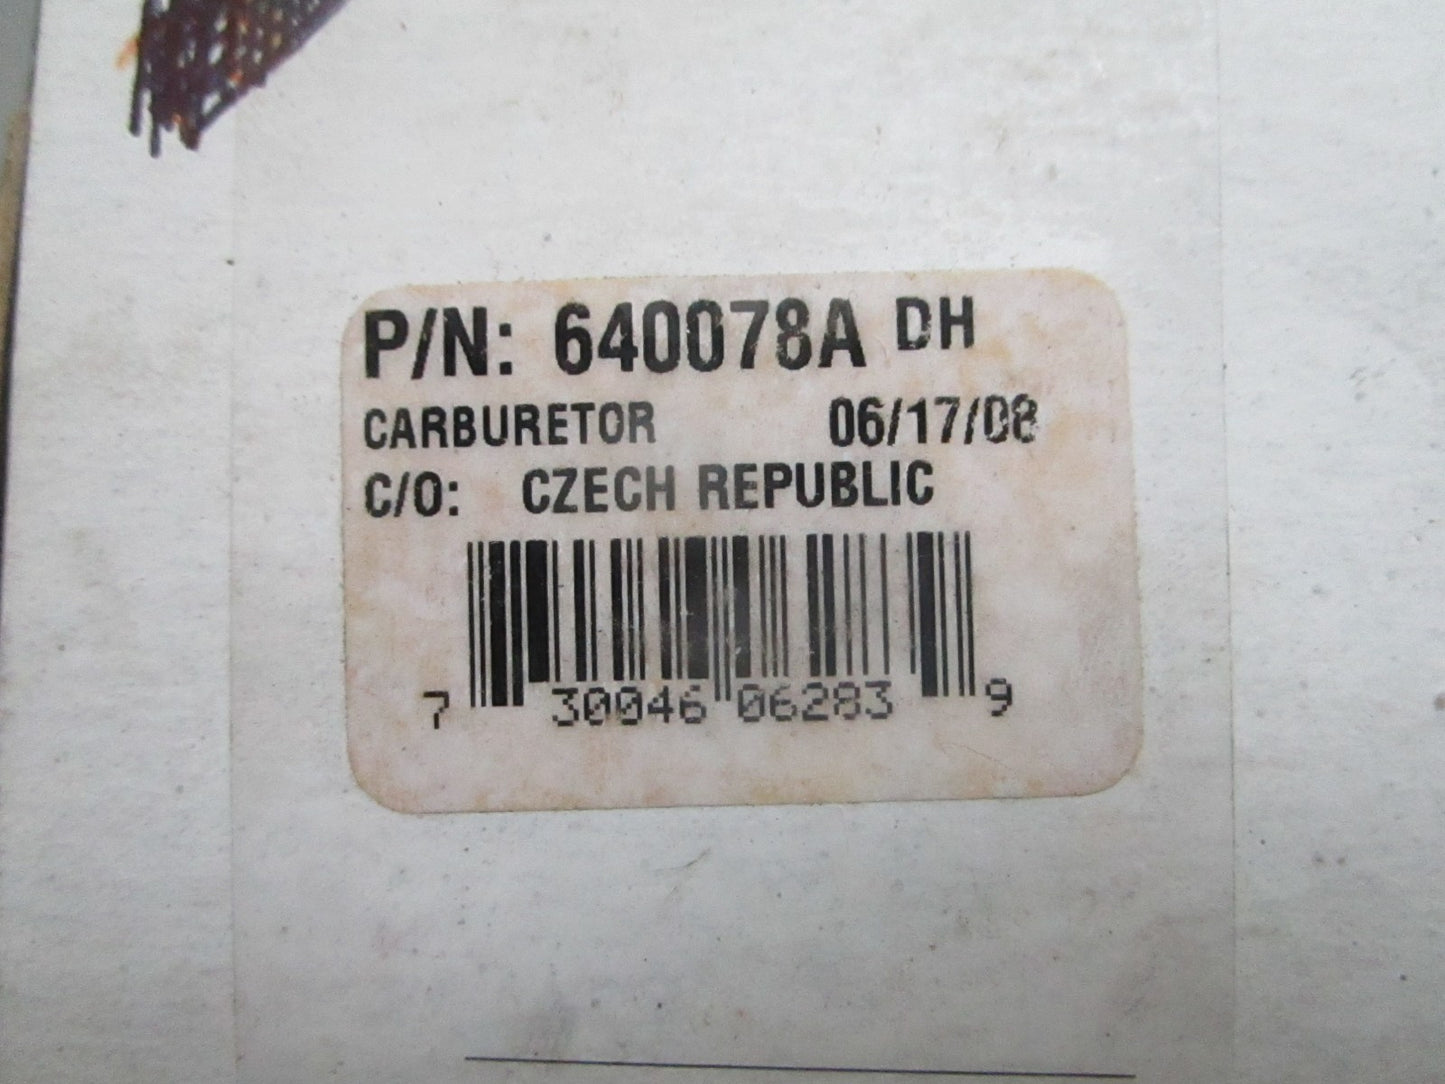 P/N: 640078A DH
CARBURETOR 06/17/08
C/O: CZECH REPUBLIC
7 30046 06283 9